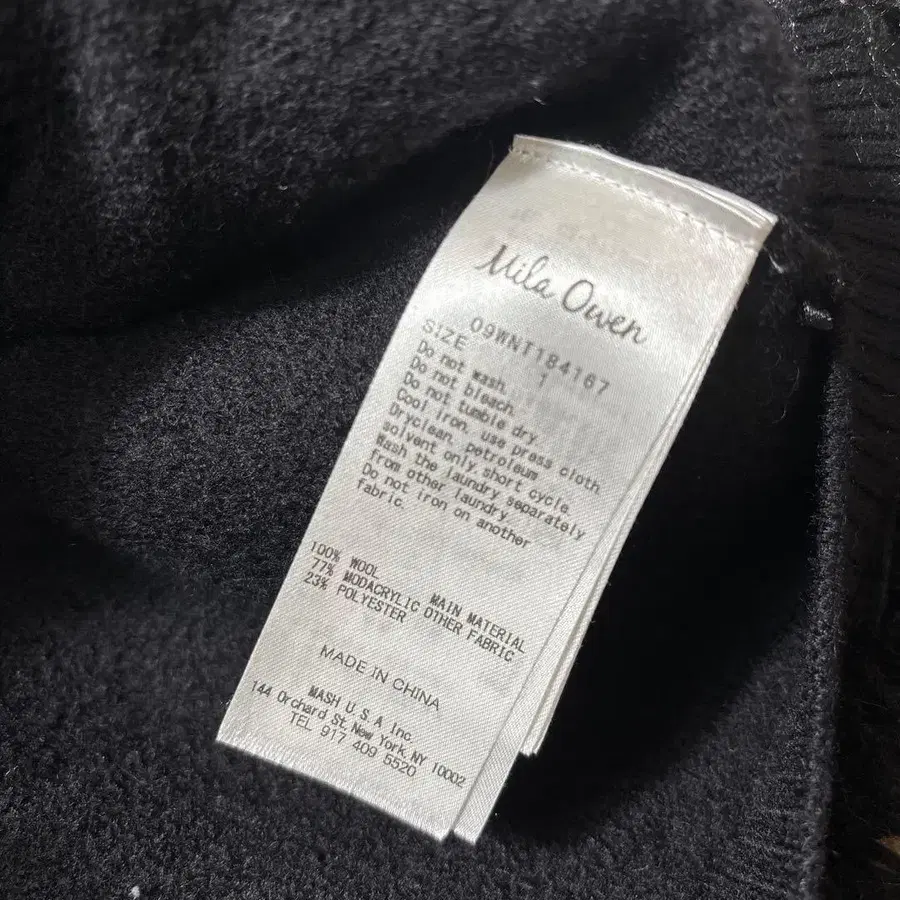 Mila Owen
09WNT184167
SIZE 1
Do not wash.
Do not bleach.
Do not tumble dry.
Cool iron, use press cloth.
Dryclean, petroleum
solvent only,short cycle.
Wash the laundry separately
from other laundry.
Do not iron on another
fabric.
100% WOOL MAIN MATERIAL
77% MODACRYLIC OTHER FABRIC
23% POLYESTER
MADE IN CHINA
MASH U.S.A, Inc.
144 Orchard St.New York,NY 10002
TEL 917 409 5520